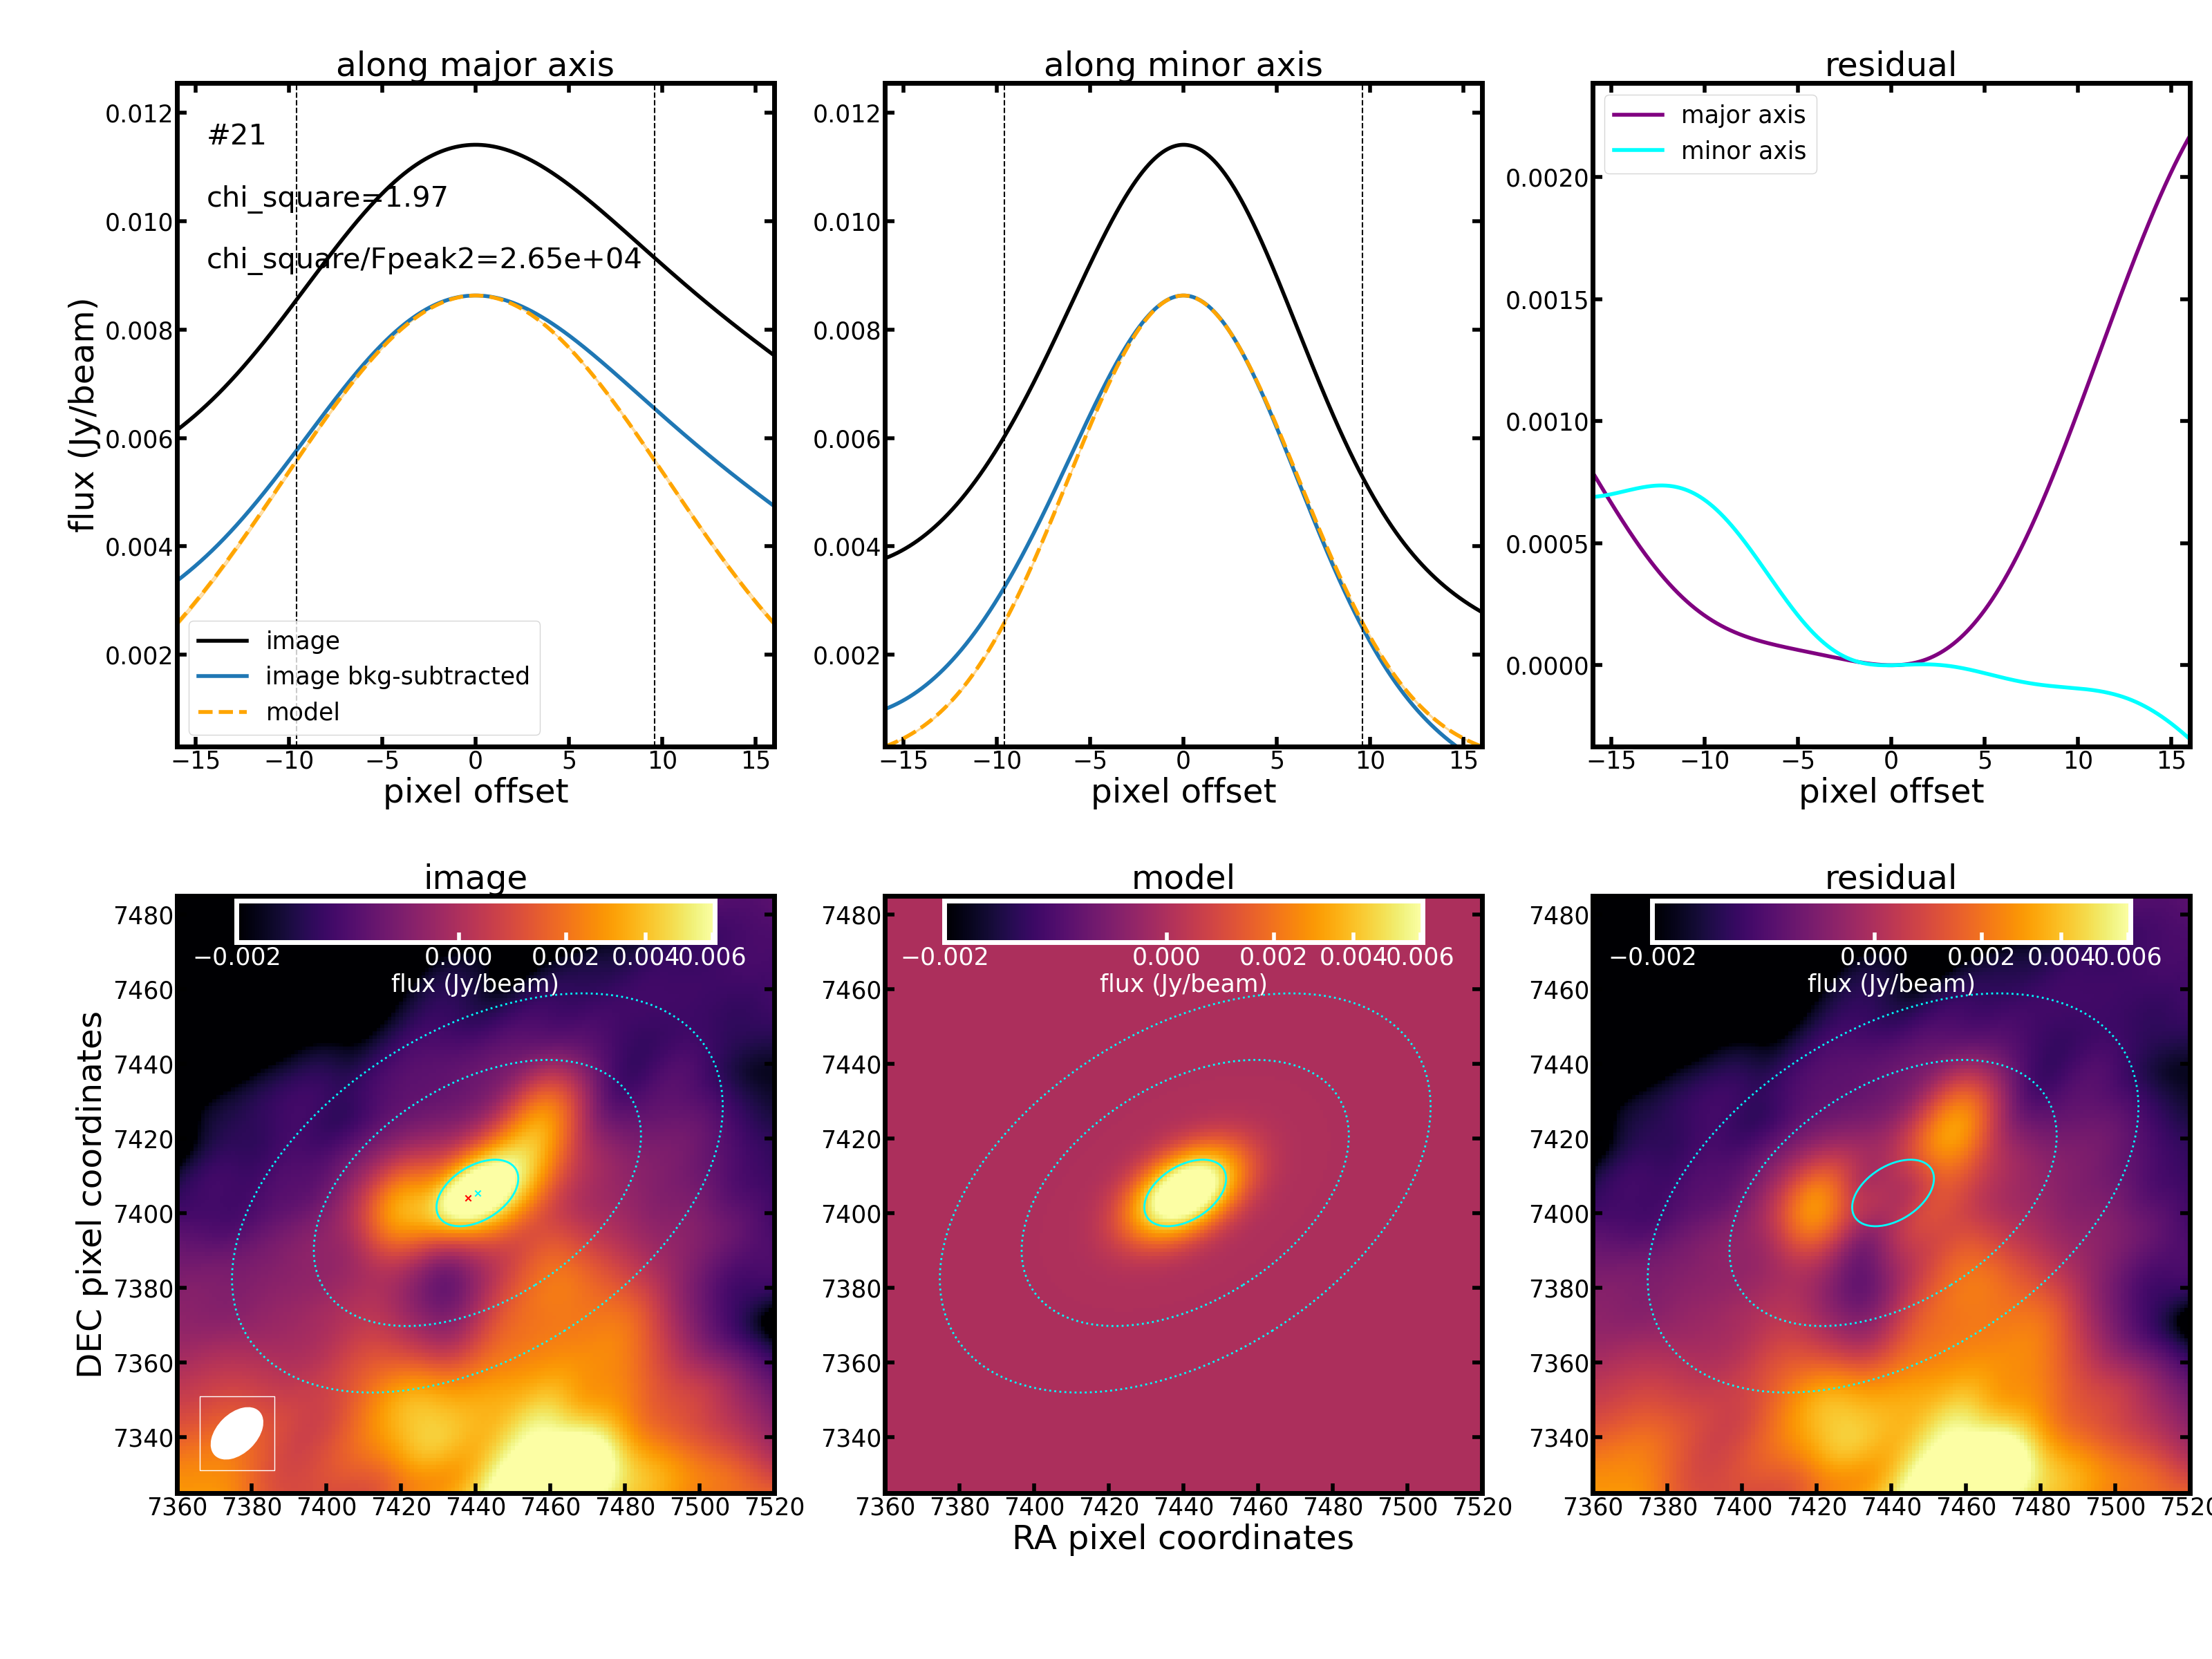 along major axis
along minor axis
residual
#21
chi_square=1.97
chi_square/Fpeak2=2.65e+04
flux (Jy/beam)
0.012
0.010
0.008
0.006
0.004
0.002
image
image bkg-subtracted
model
−15 −10 −5 0 5 10 15
pixel offset
0.012
0.010
0.008
0.006
0.004
0.002
−15 −10 −5 0 5 10 15
pixel offset
major axis
minor axis
0.0020
0.0015
0.0010
0.0005
0.0000
−15 −10 −5 0 5 10 15
pixel offset
image
model
residual
DEC pixel coordinates
−0.002 0.000 0.002 0.004 0.006
flux (Jy/beam)
7480
7460
7440
7420
7400
7380
7360
7340
7360 7380 7400 7420 7440 7460 7480 7500 7520
−0.002 0.000 0.002 0.004 0.006
flux (Jy/beam)
7480
7460
7440
7420
7400
7380
7360
7340
7360 7380 7400 7420 7440 7460 7480 7500 7520
RA pixel coordinates
−0.002 0.000 0.002 0.004 0.006
flux (Jy/beam)
7480
7460
7440
7420
7400
7380
7360
7340
7360 7380 7400 7420 7440 7460 7480 7500 7520